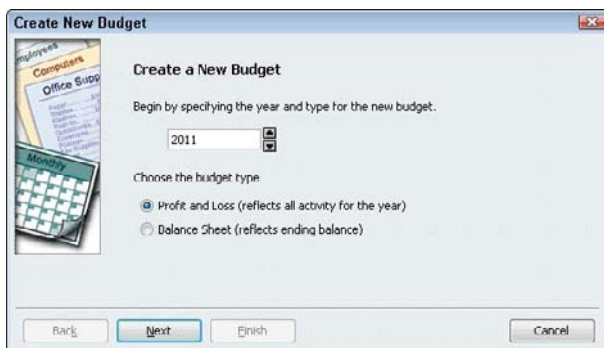 Create New Budget
mployees
Computers
Office Supp
Monthly
Create a New Budget
Begin by specifying the year and type for the new budget.
2011
Choose the budget type
Profit and Loss (reflects all activity for the year)
Balance Sheet (reflects ending balance)
Back
Next
Finish
Cancel